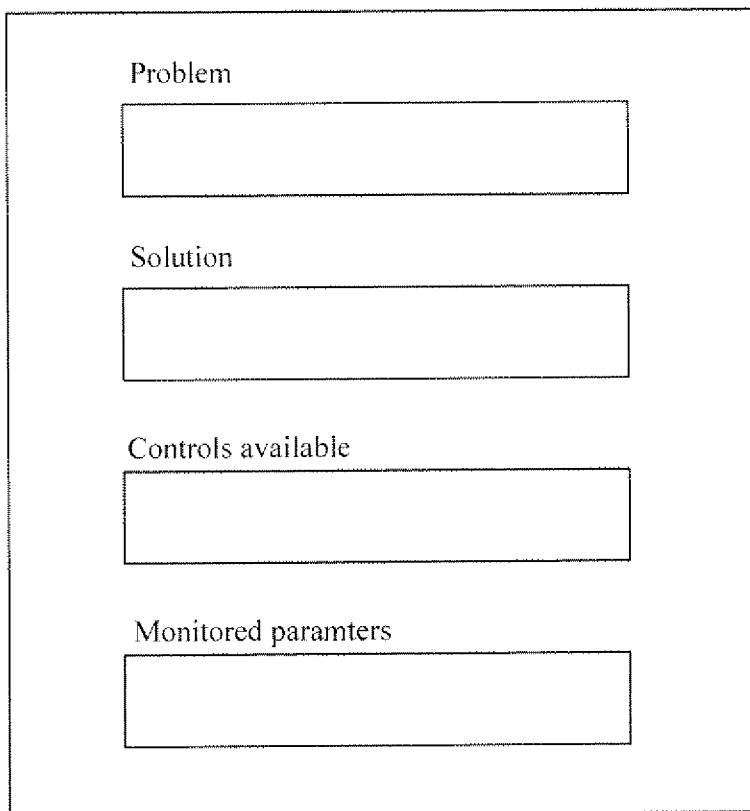 Problem
Solution
Controls available
Monitored paramters